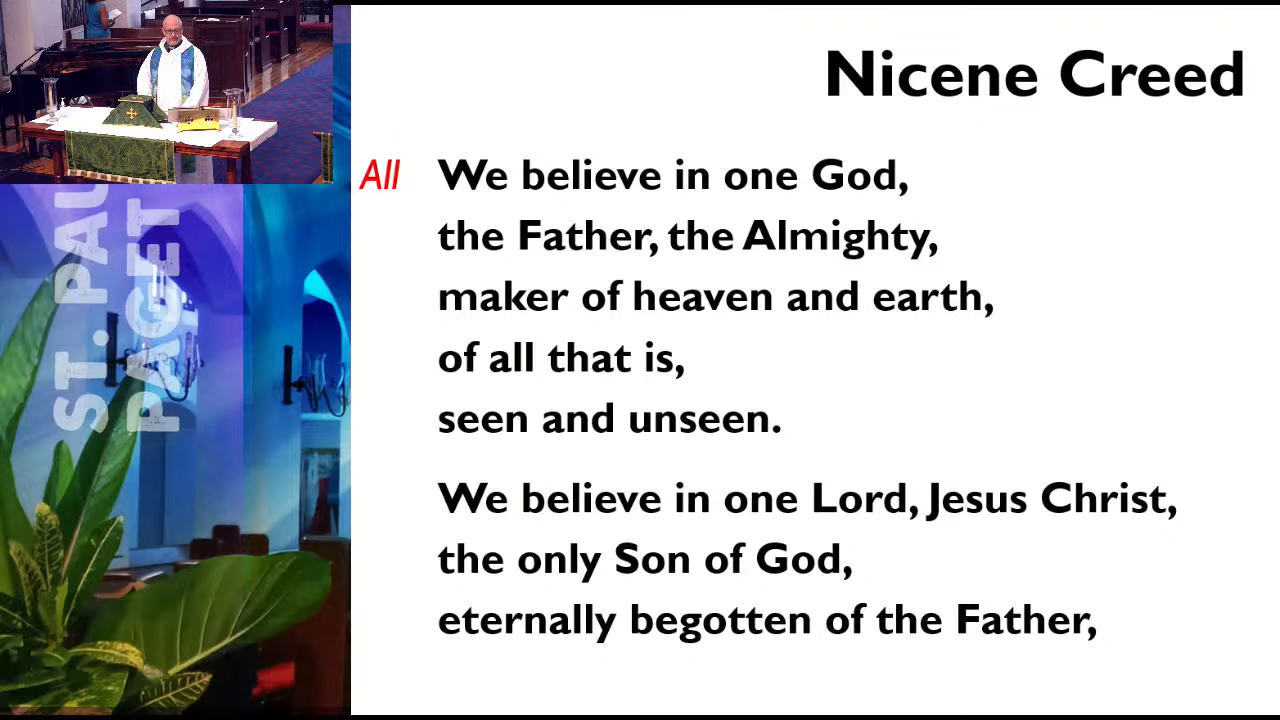 Nicene Creed
All We believe in one God,
the Father, the Almighty,
maker of heaven and earth,
of all that is,
seen and unseen.
We believe in one Lord, Jesus Christ,
the only Son of God,
eternally begotten of the Father,
ST. PAU
PAGET